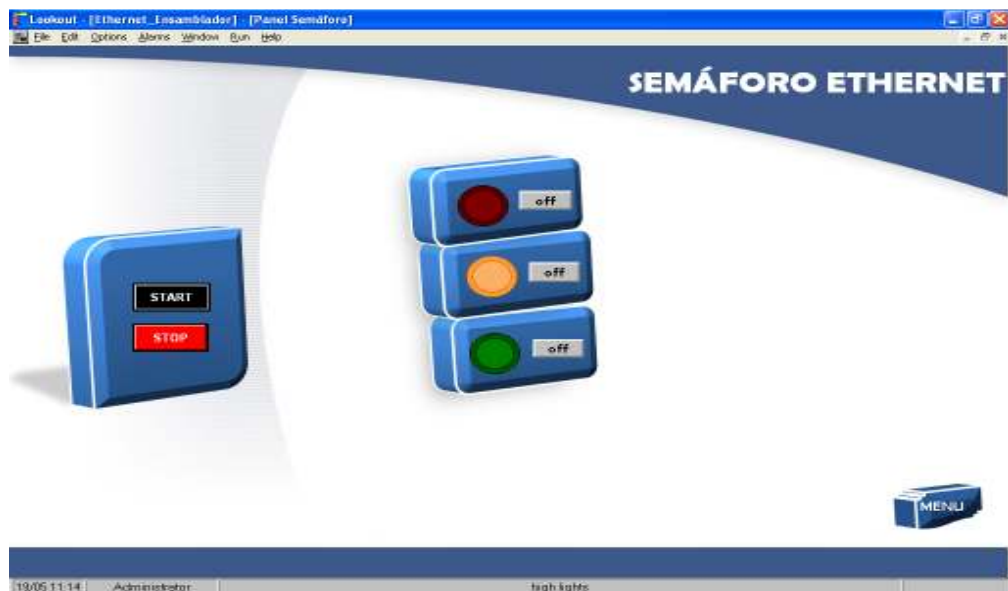 Lookout - [Ethernet_Ensamblador] - [Panel Semáforo]
File Edit Options Alarms Window Run Help
SEMÁFORO ETHERNET
off
off
START
STOP
off
MENU
19/05 11:14 Administrator high lights